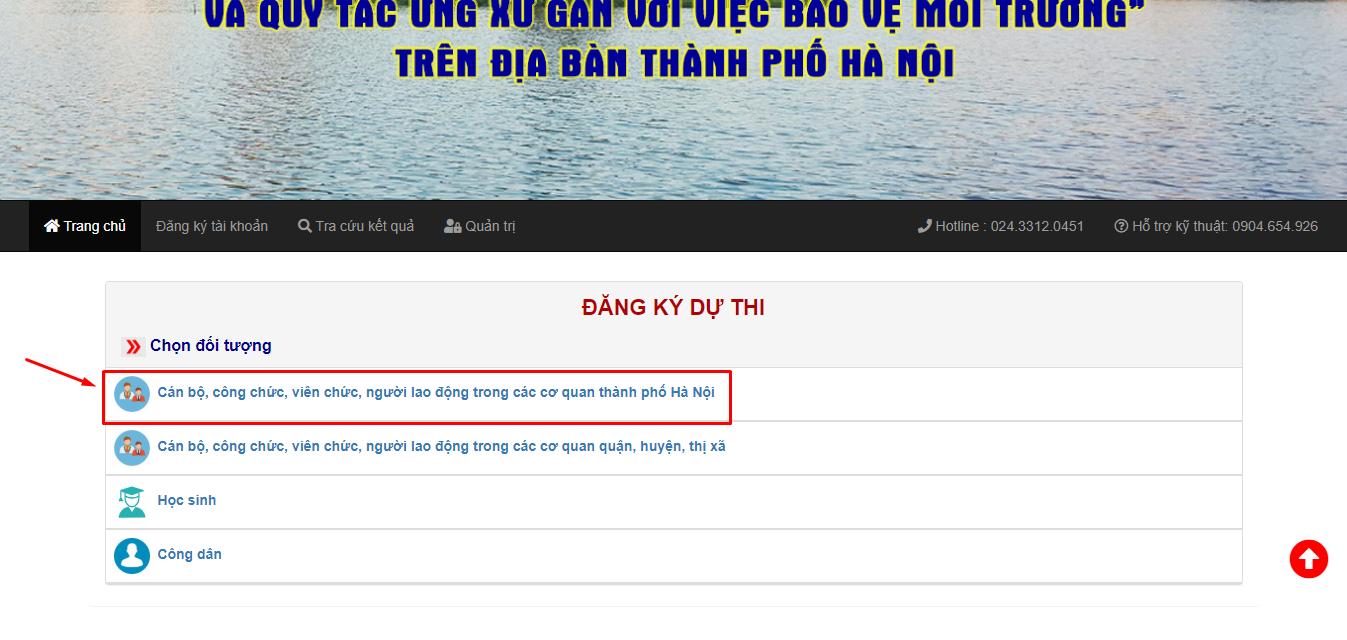 VÀ QUY TẮC ỨNG XỬ GẮN VỚI VIỆC BẢO VỆ MÔI TRƯỜNG”
TRÊN ĐỊA BÀN THÀNH PHỐ HÀ NỘI
Trang chủ Đăng ký tài khoản Tra cứu kết quả Quản trị Hotline : 024.3312.0451 Hỗ trợ kỹ thuật: 0904.654.926
ĐĂNG KÝ DỰ THI
Chọn đối tượng
Cán bộ, công chức, viên chức, người lao động trong các cơ quan thành phố Hà Nội
Cán bộ, công chức, viên chức, người lao động trong các cơ quan quận, huyện, thị xã
Học sinh
Công dân